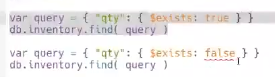 var query = { "qty": { $exists: true } }
db.inventory.find( query )
var query = { "qty": { $exists: false } }
db.inventory.find( query )